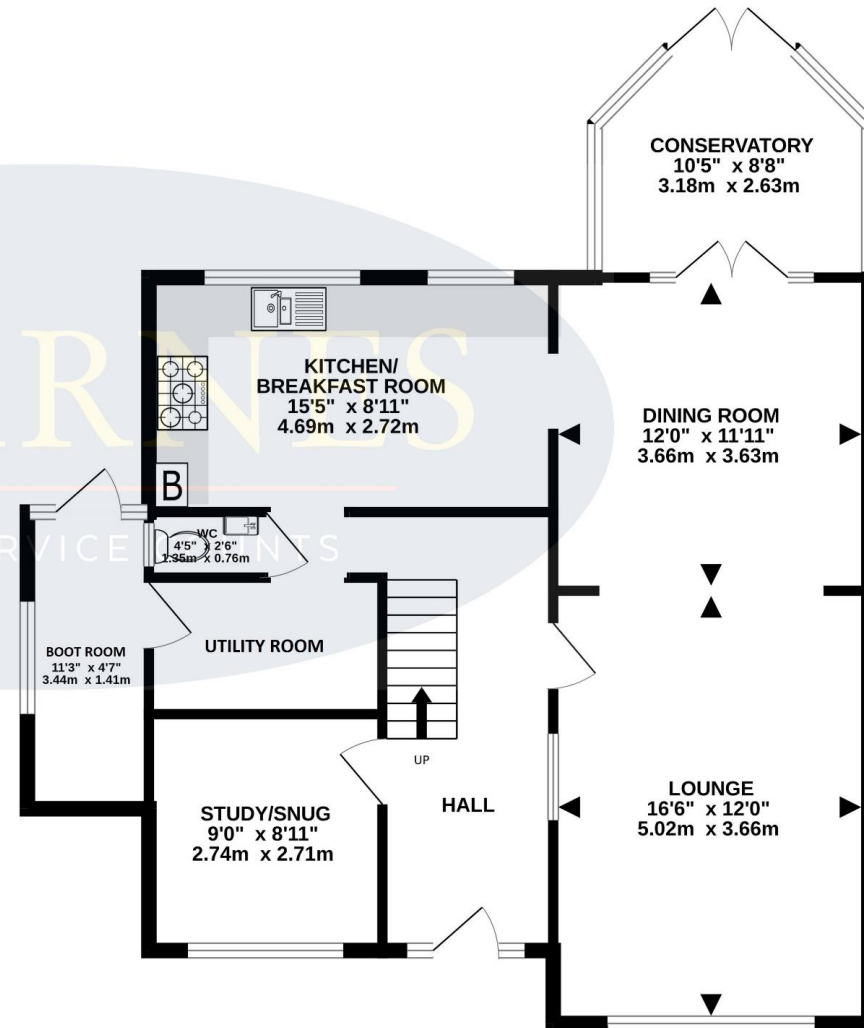 CONSERVATORY
10'5" x 8'8"
3.18m x 2.63m
KITCHEN/
BREAKFAST ROOM
15'5" x 8'11"
4.69m x 2.72m
DINING ROOM
12'0" x 11'11"
3.66m x 3.63m
B
WC
4'5" x 2'6"
1.35m x 0.76m
BOOT ROOM
11'3" x 4'7"
3.44m x 1.41m
UTILITY ROOM
UP
STUDY/SNUG
9'0" x 8'11"
2.74m x 2.71m
HALL
LOUNGE
16'6" x 12'0"
5.02m x 3.66m